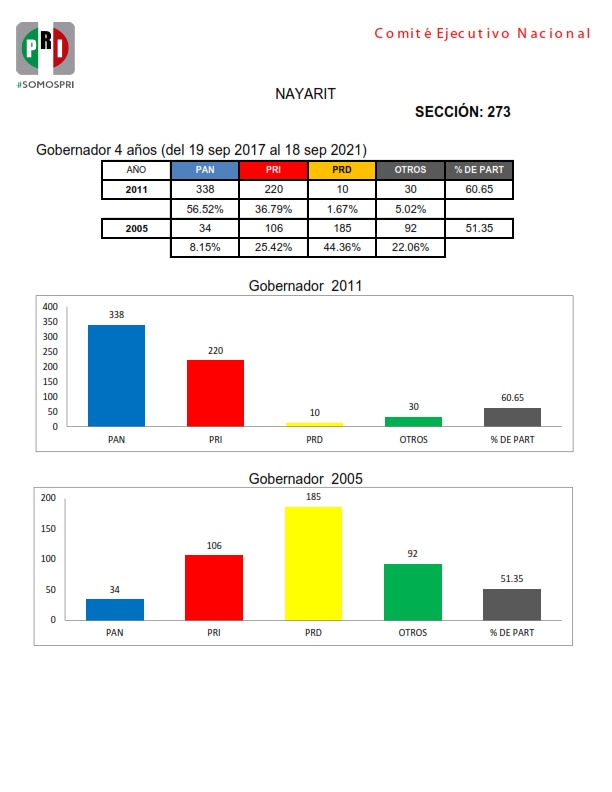 PRI
#SOMOSPRI
Comité Ejecutivo Nacional
NAYARIT
SECCIÓN: 273
Gobernador 4 años (del 19 sep 2017 al 18 sep 2021)
AÑO PAN PRI PRD OTROS % DE PART
2011 338 220 10 30 60.65
56.52% 36.79% 1.67% 5.02%
2005 34 106 185 92 51.35
8.15% 25.42% 44.36% 22.06%
Gobernador 2011
400
350
300
250
200
150
100
50
0
338
220
10
30
60.65
PAN PRI PRD OTROS % DE PART
Gobernador 2005
200
150
100
50
0
34
106
185
92
51.35
PAN PRI PRD OTROS % DE PART